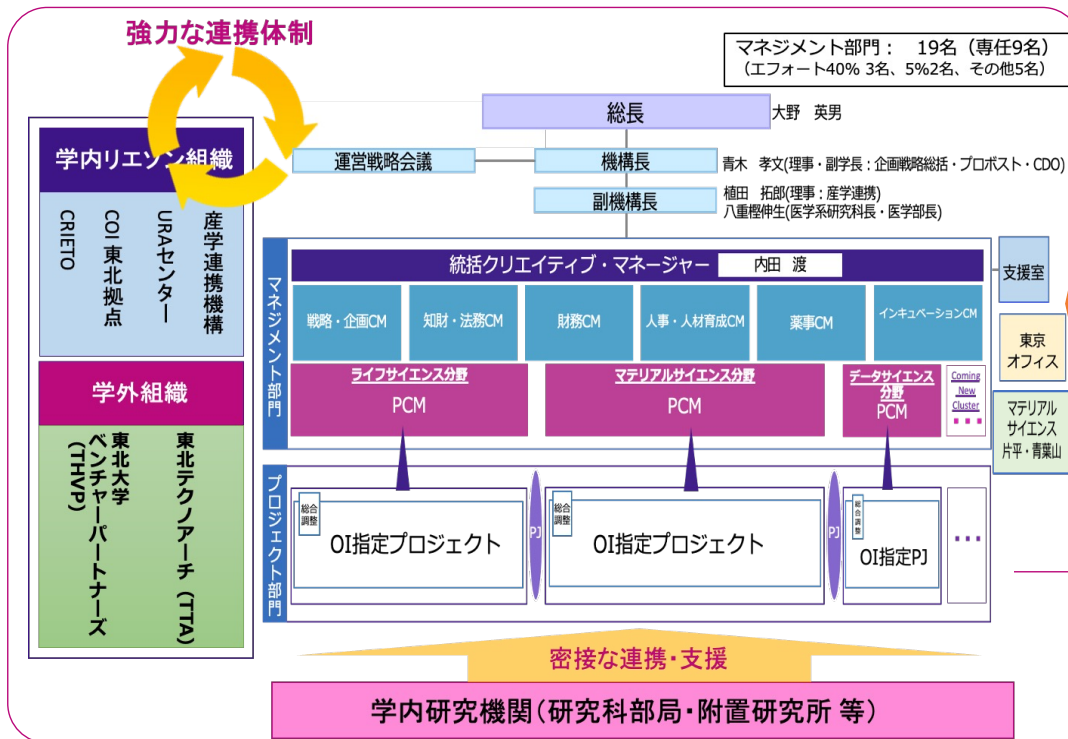 強力な連携体制
マネジメント部門： 19名（専任9名）
（エフォート40% 3名、5%2名、その他5名）
総長
大野 英男
運営戦略会議
機構長
青木 孝文(理事・副学長：企画戦略総括・プロボスト・CDO)
副機構長
植田 拓郎(理事：産学連携)
八重樫伸生(医学系研究科長・医学部長)
学内リエゾン組織
産学連携機構
URAセンター
COI 東北拠点
CRIETO
学外組織
東北テクノアーチ（TTA）
東北大学
ベンチャーパートナーズ
(THVP)
マネジメント部門
統括クリエイティブ・マネージャー
内田 渡
戦略・企画CM
知財・法務CM
財務CM
人事・人材育成CM
薬事CM
インキュベーションCM
ライフサイエンス分野
PCM
マテリアルサイエンス分野
PCM
データサイエンス
分野
PCM
Coming
New
Cluster
支援室
東京
オフィス
マテリアル
サイエンス
片平・青葉山
プロジェクト部門
総合
調整
OI指定プロジェクト
PJ
総合
調整
OI指定プロジェクト
PJ
総合
調整
OI指定PJ
密接な連携・支援
学内研究機関（研究科部局・附置研究所 等）